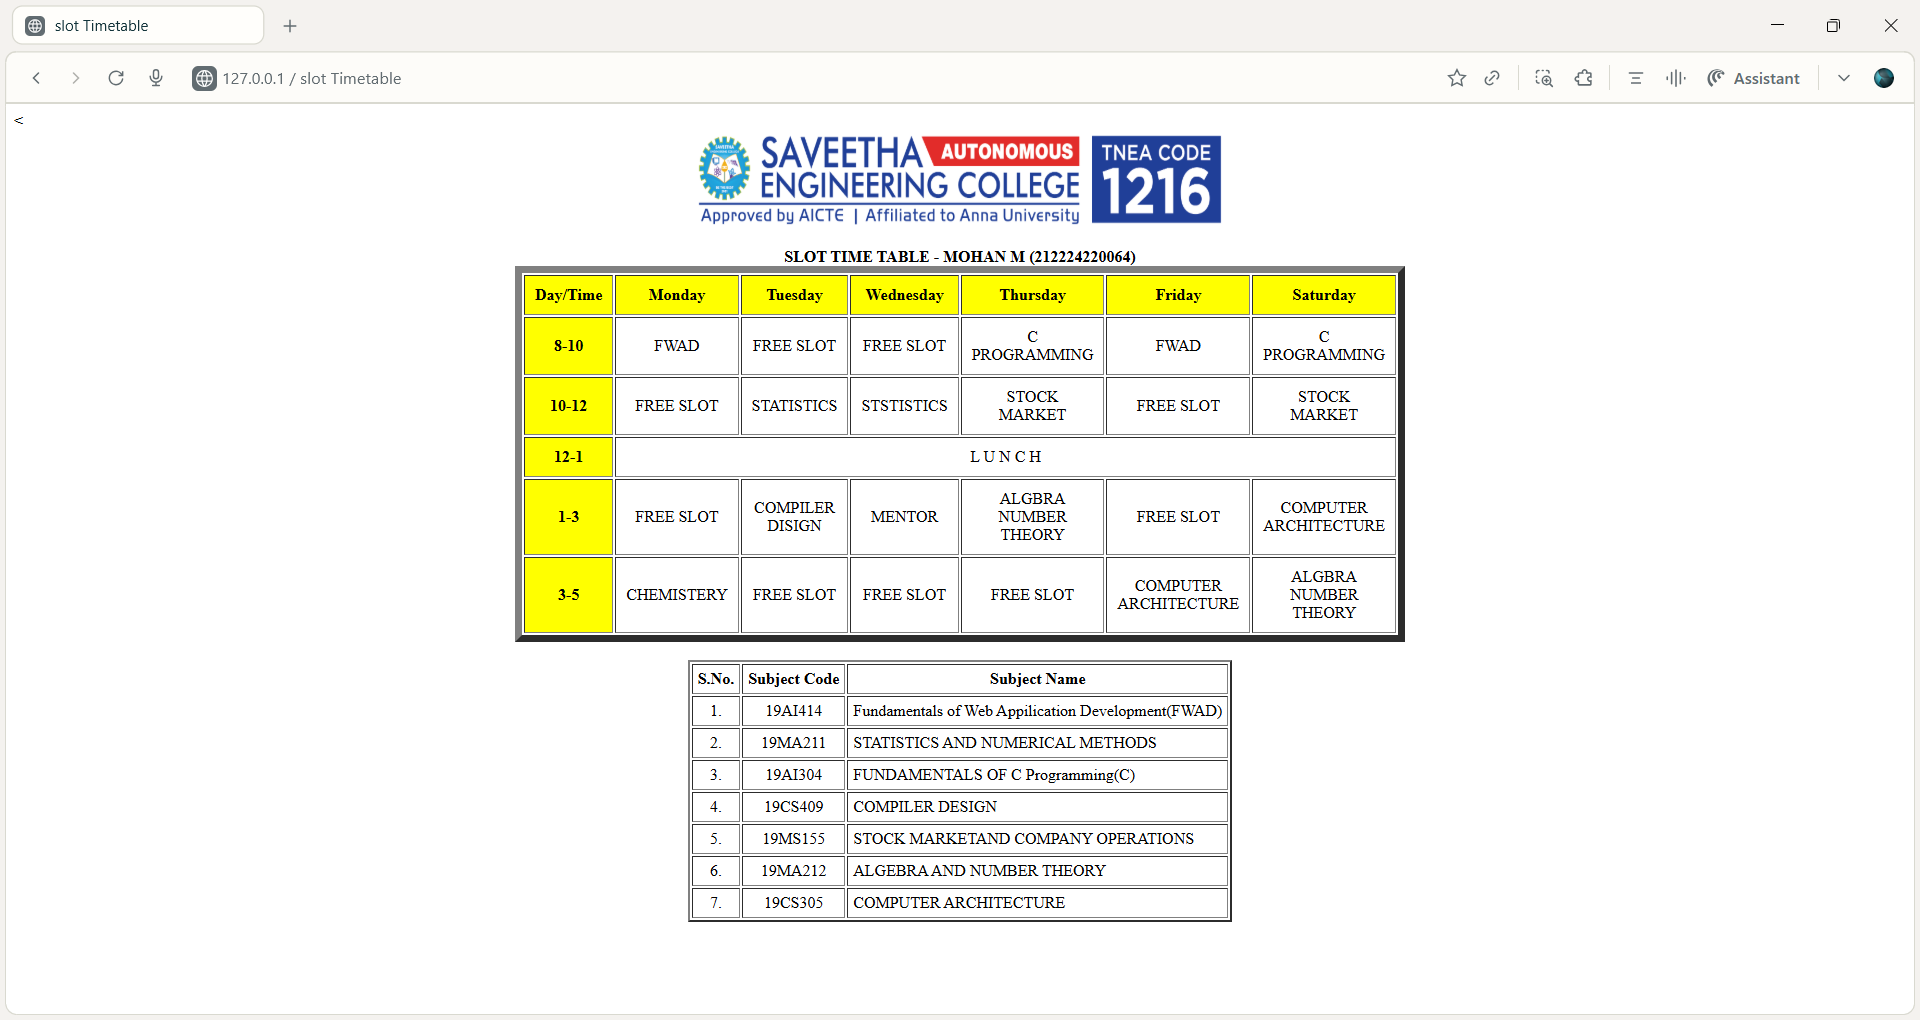 slot Timetable
127.0.0.1 / slot Timetable
Assistant
<
SAVEETHA AUTONOMOUS
ENGINEERING COLLEGE
Approved by AICTE | Affiliated to Anna University
TNEA CODE
1216
SLOT TIME TABLE - MOHAN M (212224220064)
Day/Time Monday Tuesday Wednesday Thursday Friday Saturday
8-10 FWAD FREE SLOT FREE SLOT C PROGRAMMING FWAD C PROGRAMMING
10-12 FREE SLOT STATISTICS STSTISTICS STOCK MARKET FREE SLOT STOCK MARKET
12-1 L U N C H
1-3 FREE SLOT COMPILER DISIGN MENTOR ALGBRA NUMBER THEORY FREE SLOT COMPUTER ARCHITECTURE
3-5 CHEMISTERY FREE SLOT FREE SLOT FREE SLOT COMPUTER ARCHITECTURE ALGBRA NUMBER THEORY
S.No. Subject Code Subject Name
1. 19AI414 Fundamentals of Web Appilication Development(FWAD)
2. 19MA211 STATISTICS AND NUMERICAL METHODS
3. 19AI304 FUNDAMENTALS OF C Programming(C)
4. 19CS409 COMPILER DESIGN
5. 19MS155 STOCK MARKETAND COMPANY OPERATIONS
6. 19MA212 ALGEBRA AND NUMBER THEORY
7. 19CS305 COMPUTER ARCHITECTURE